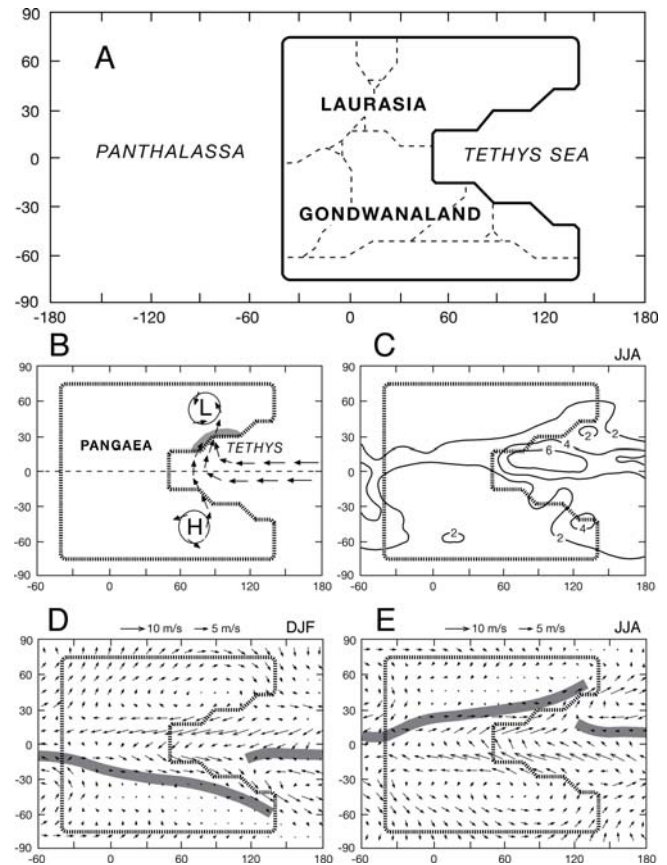 A
90
60
LAURASIA
30
PANTHALASSA
TETHYS SEA
0
-30
GONDWANALAND
-60
-90
-180 -120 -60 0 60 120 180
B
C
JJA
90
60
L
30
PANGAEA
TETHYS
0
-30
H
-60
-90
-60 0 60 120 180
90
60
30
2
4
6
0
-30
2
4
2
-60
2
-90
-60 0 60 120 180
D
10 m/s 5 m/s DJF
E
10 m/s 5 m/s JJA
90
60
30
0
-30
-60
-90
-60 0 60 120 180
90
60
30
0
-30
-60
-90
-60 0 60 120 180